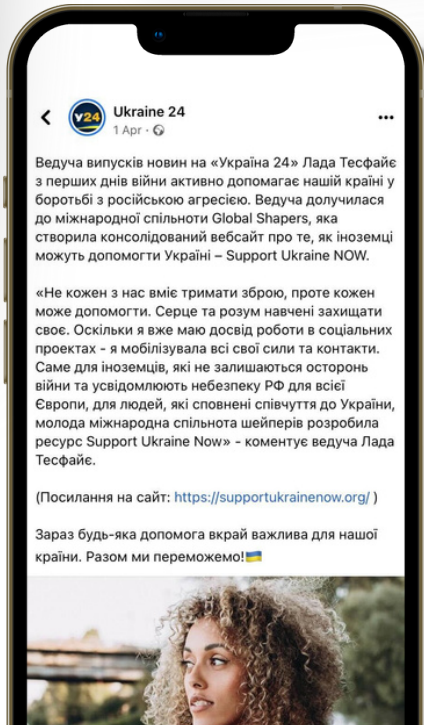 У24
Ukraine 24
1 Apr ·
Ведуча випусків новин на «Україна 24» Лада Тесфайє
з перших днів війни активно допомагає нашій країні у
боротьбі з російською агресією. Ведуча долучилася
до міжнародної спільноти Global Shapers, яка
створила консолідований вебсайт про те, як іноземці
можуть допомогти Україні – Support Ukraine NOW.
«Не кожен з нас вміє тримати зброю, проте кожен
може допомогти. Серце та розум навчені захищати
своє. Оскільки я вже маю досвід роботи в соціальних
проектах - я мобілізувала всі свої сили та контакти.
Саме для іноземців, які не залишаються осторонь
війни та усвідомлюють небезпеку РФ для всієї
Європи, для людей, які сповнені співчуття до України,
молода міжнародна спільнота шейперів розробила
ресурс Support Ukraine Now» - коментує ведуча Лада
Тесфайє.
(Посилання на сайт: https://supportukrainenow.org/ )
Зараз будь-яка допомога вкрай важлива для нашої
країни. Разом ми переможемо!🇺🇦